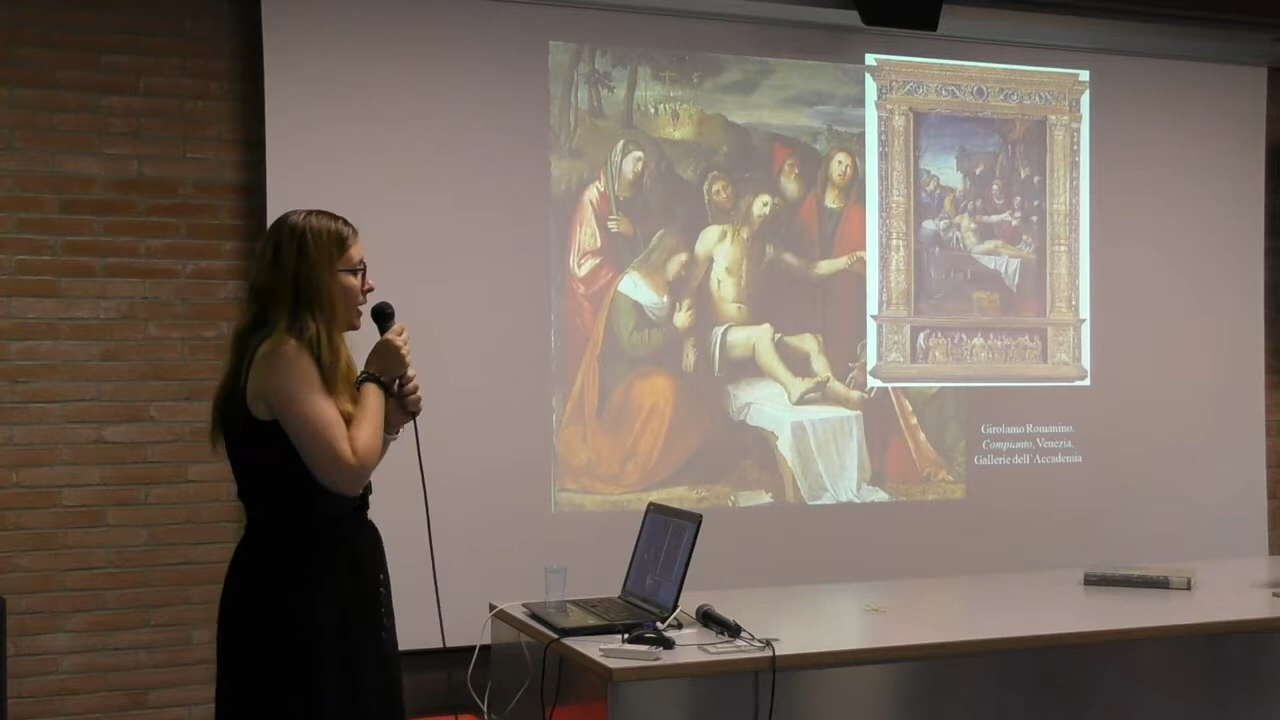 Girolamo Romanino.
Compianto, Venezia,
Gallerie dell'Accademia